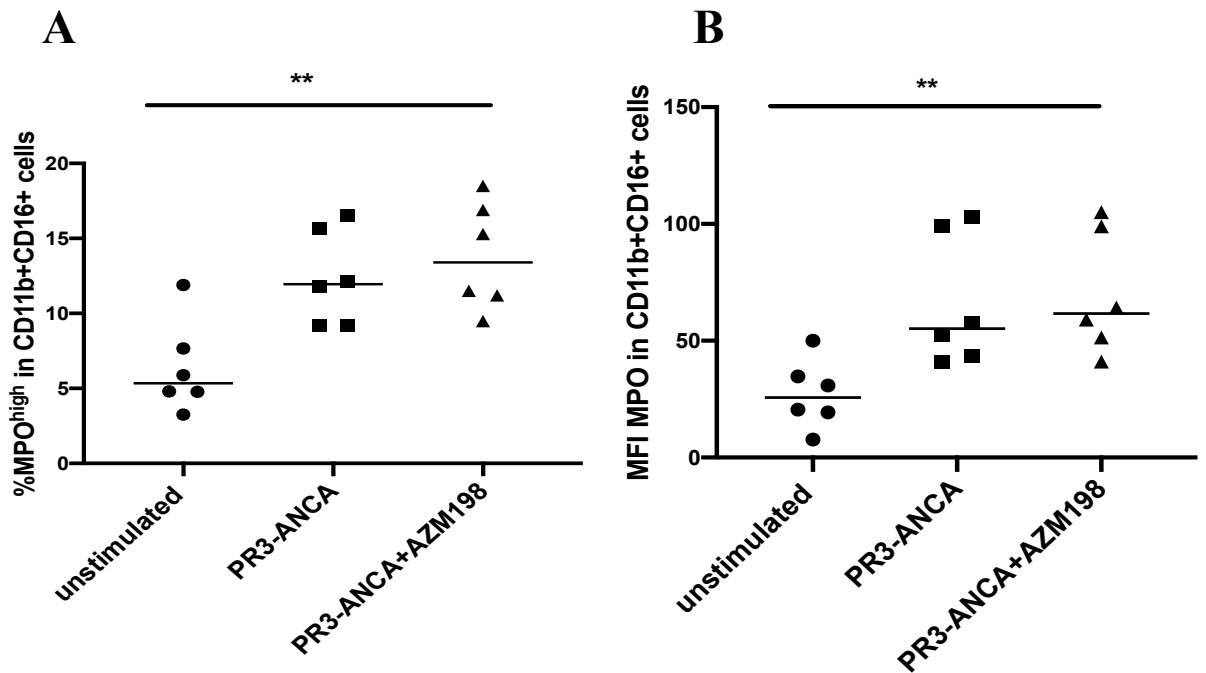 A
**
%MPOhigh in CD11b+CD16+ cells
20
15
10
5
0
unstimulated
PR3-ANCA
PR3-ANCA+AZM198
B
**
MFI MPO in CD11b+CD16+ cells
150
100
50
0
unstimulated
PR3-ANCA
PR3-ANCA+AZM198